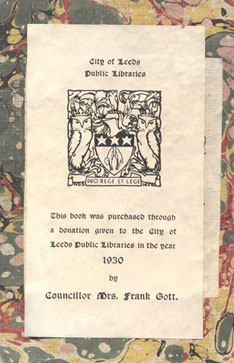 City of Leeds
Public Libraries
PRO REGE ET LEGE
This book was purchased through
a donation given to the City of
Leeds Public Libraries in the year
1930
by
Councillor Mrs. Frank Gott.